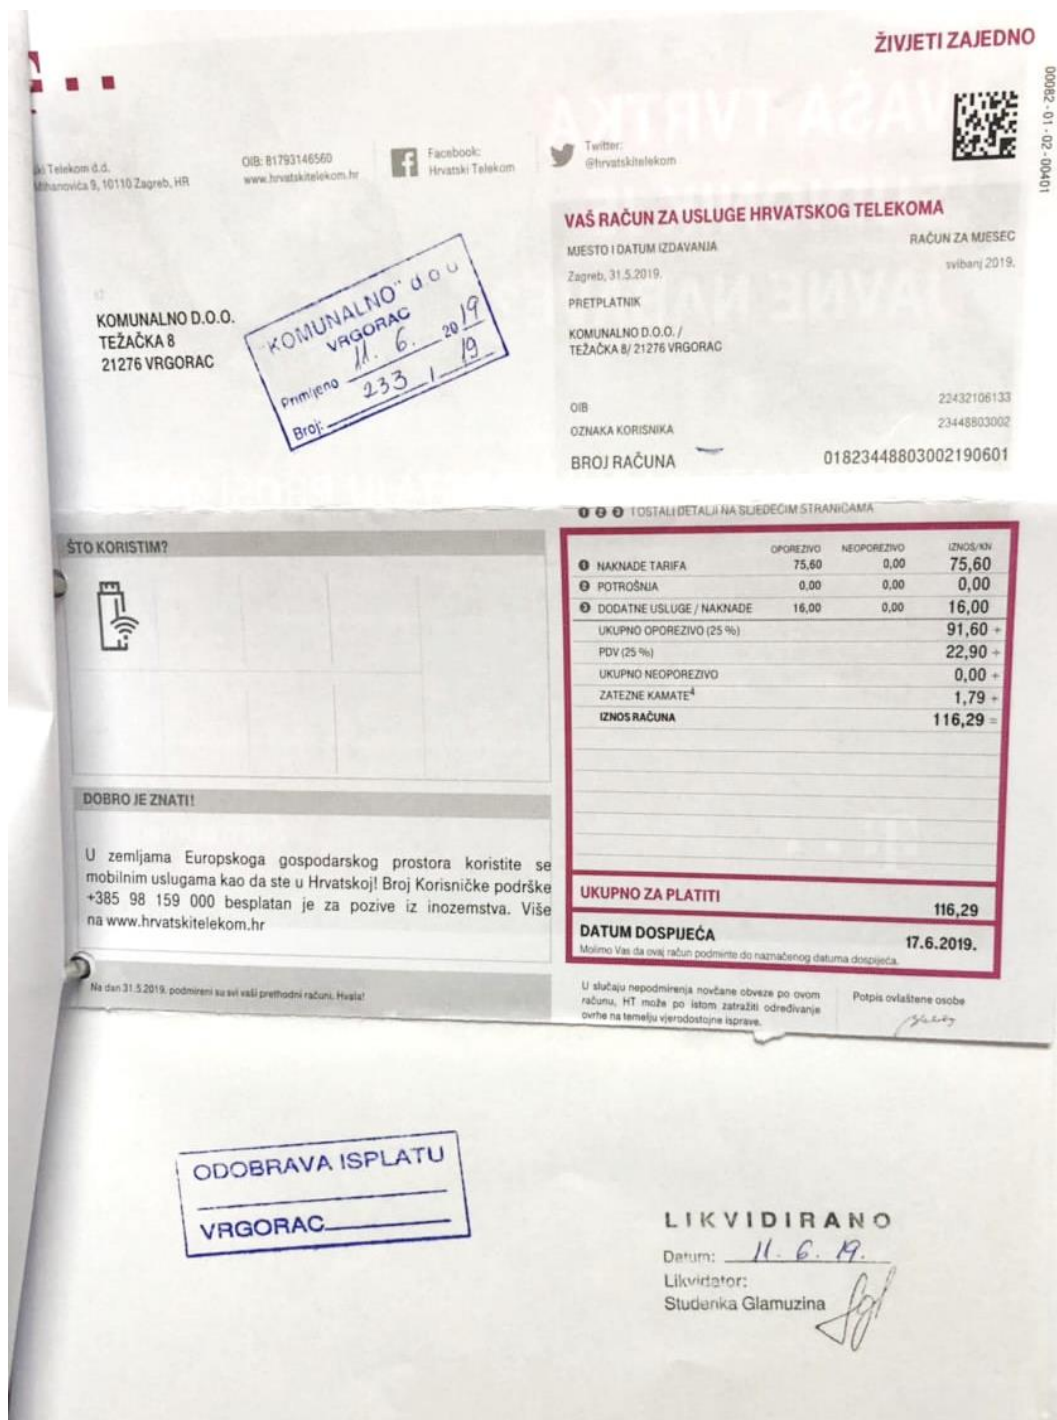 ŽIVJETI ZAJEDNO
00082-01-02-00401
Telekom d.d.
9, 10110 Zagreb, HR
OIB: 81793146560
www.hrvatskitelekom.hr
Facebook:
Hrvatski Telekom
Twitter:
@hrvatskitelekom
VAŠ RAČUN ZA USLUGE HRVATSKOG TELEKOMA
MJESTO I DATUM IZDAVANJA
RAČUN ZA MJESEC
Zagreb, 31.5.2019.
svibanj 2019.
PRETPLATNIK
KOMUNALNO D.O.O. /
TEŽAČKA 8/ 21276 VRGORAC
OIB 22432106133
OZNAKA KORISNIKA 23448803002
BROJ RAČUNA 01823448803002190601
KOMUNALNO D.O.O.
TEŽAČKA 8
21276 VRGORAC
"KOMUNALNO" d o o
VRGORAC
Primljeno 11. 6. 2019
Broj: 233 / 19
1 2 3 4 OSTALI DETALJI NA SLJEDEĆIM STRANICAMA
ŠTO KORISTIM?
OPOREZIVO NEOPOREZIVO IZNOS/KN
1 NAKNADE TARIFA 75,60 0,00 75,60
2 POTROŠNJA 0,00 0,00 0,00
3 DODATNE USLUGE / NAKNADE 16,00 0,00 16,00
UKUPNO OPOREZIVO (25 %) 91,60 +
PDV (25 %) 22,90 +
UKUPNO NEOPOREZIVO 0,00 +
ZATEZNE KAMATE4 1,79 +
IZNOS RAČUNA 116,29 =
UKUPNO ZA PLATITI 116,29
DATUM DOSPIJEĆA 17.6.2019.
Molimo Vas da ovaj račun podmirite do naznačenog datuma dospijeća.
DOBRO JE ZNATI!
U zemljama Europskoga gospodarskog prostora koristite se
mobilnim uslugama kao da ste u Hrvatskoj! Broj Korisničke podrške
+385 98 159 000 besplatan je za pozive iz inozemstva. Više
na www.hrvatskitelekom.hr
Na dan 31.5.2019. podmireni su svi vaši prethodni računi. Hvala!
U slučaju nepodmirenja novčane obveze po ovom
računu, HT može po istom zatražiti određivanje
ovrhe na temelju vjerodostojne isprave.
Potpis ovlaštene osobe
ODOBRAVA ISPLATU
VRGORAC
LIKVIDIRANO
Datum: 11. 6. 19.
Likvidator:
Studenka Glamuzina